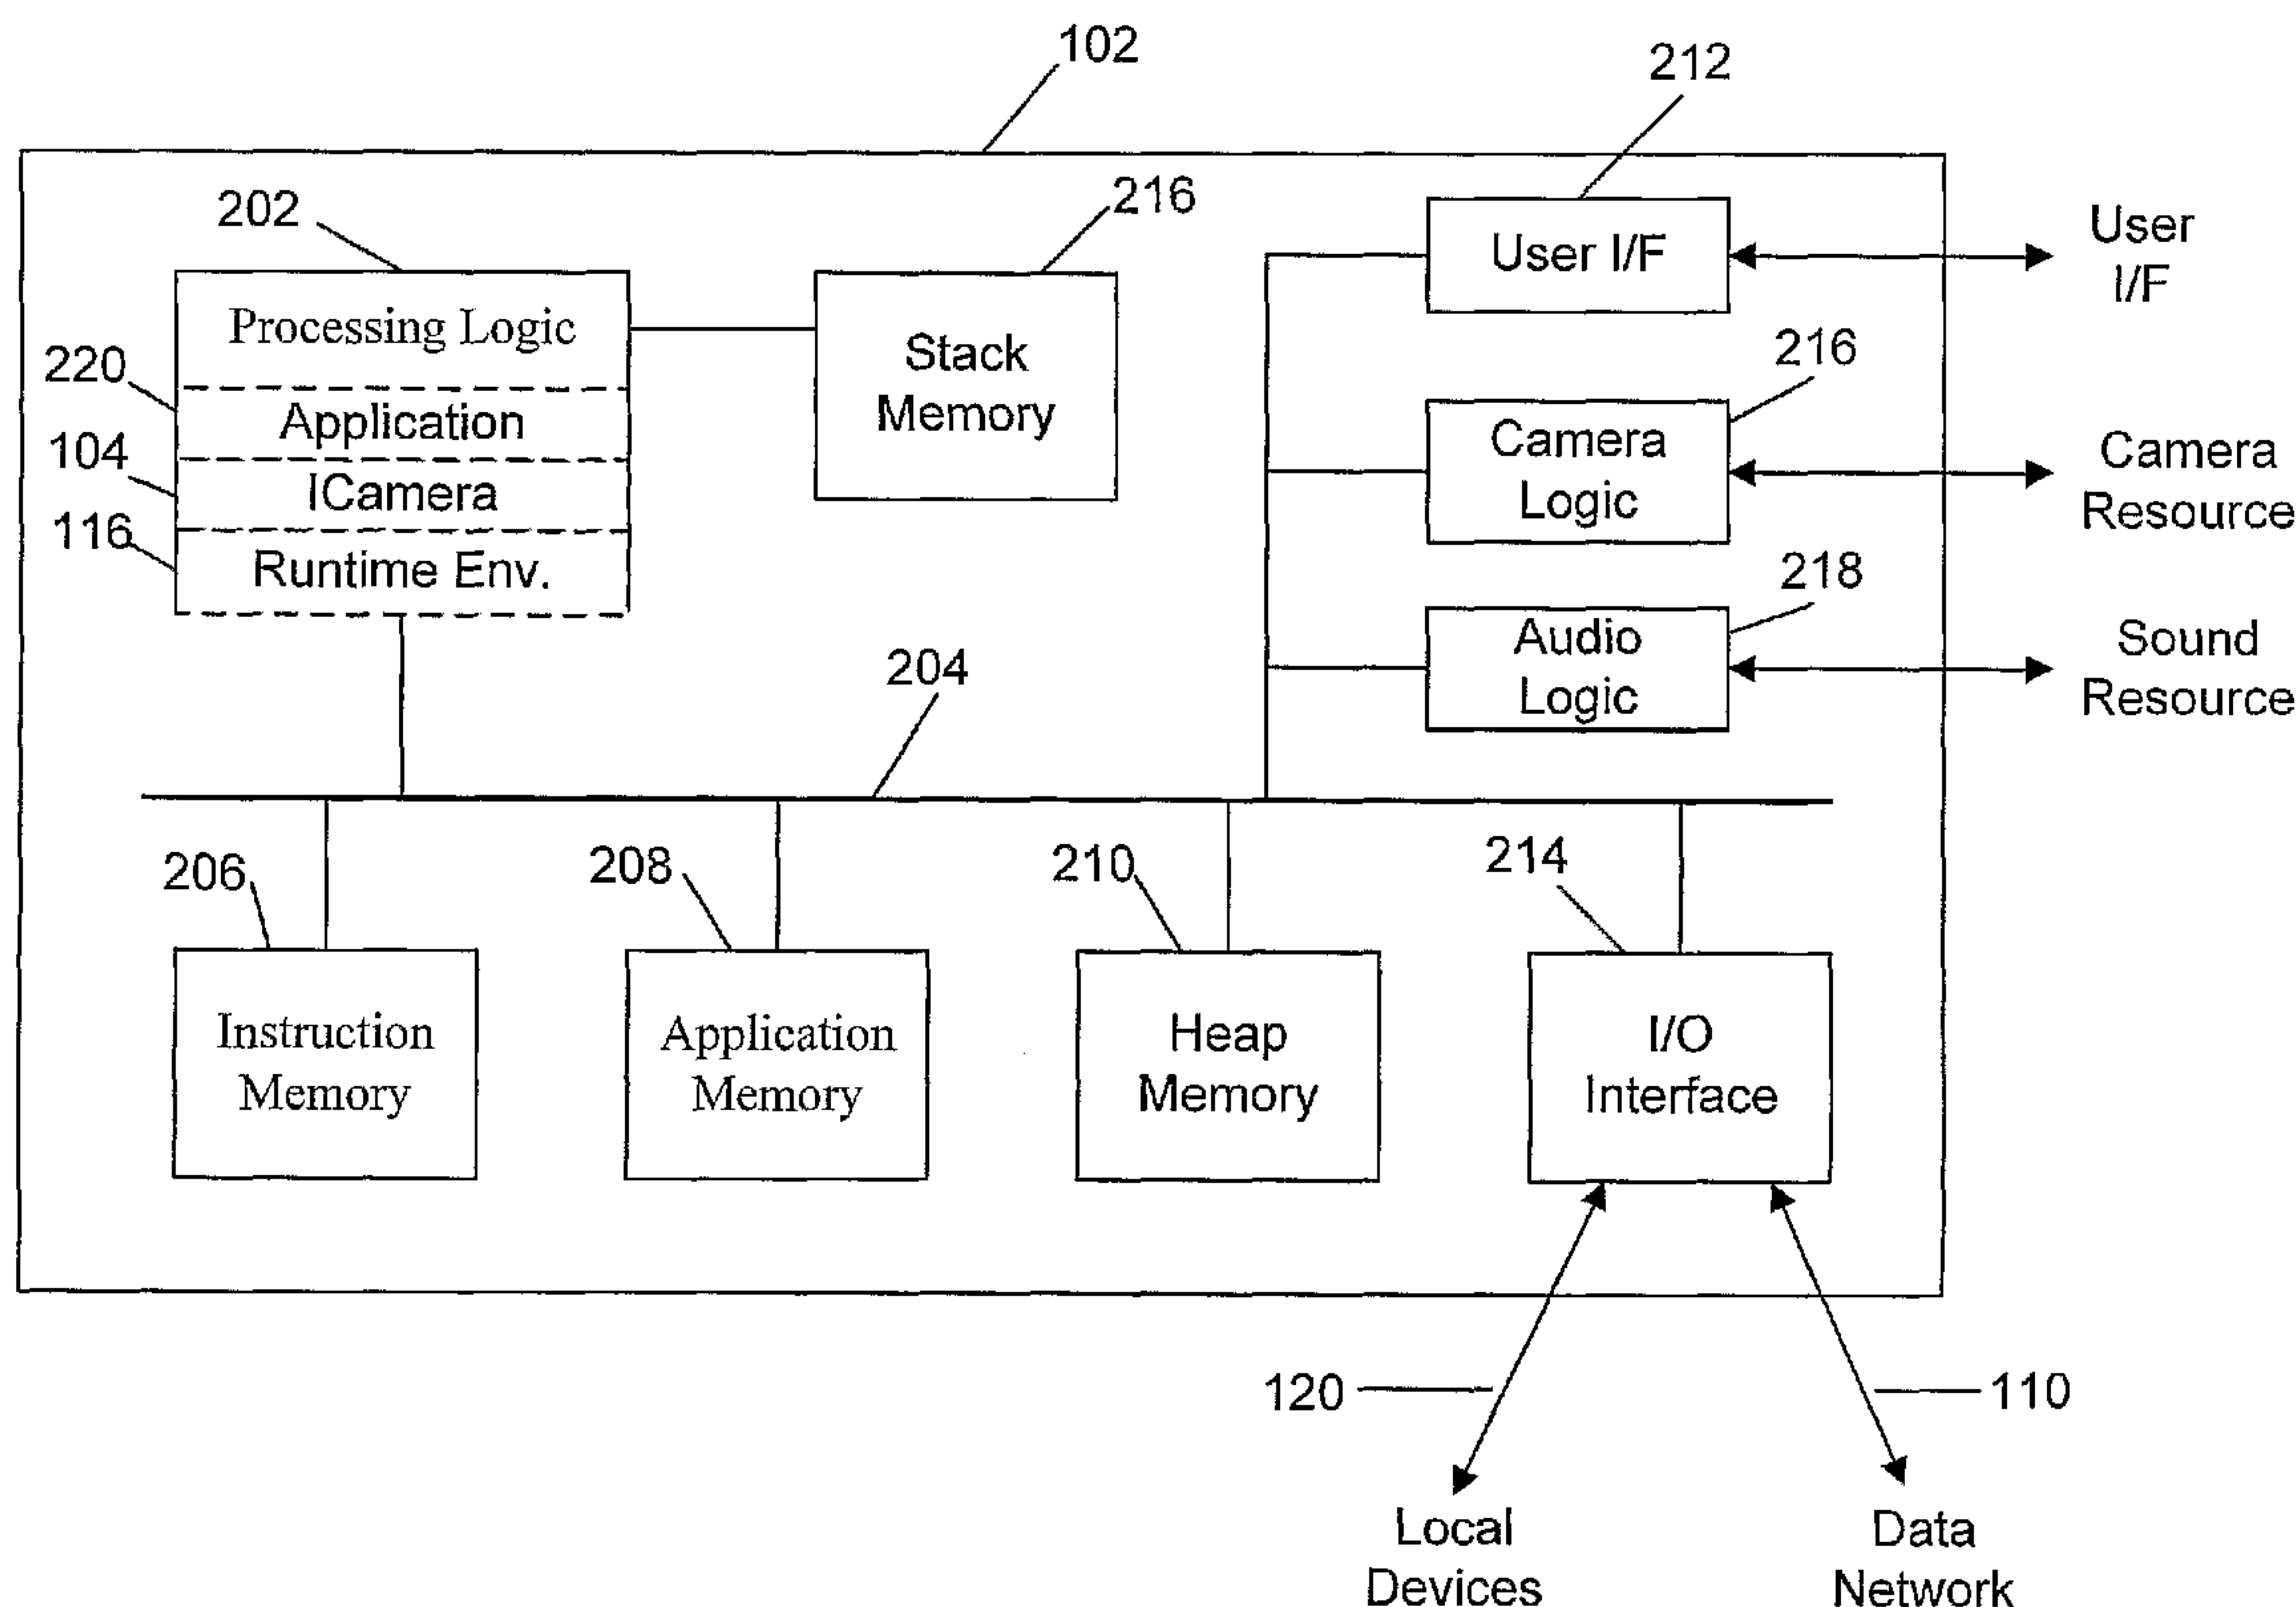 102
212
202
216
User I/F
User
I/F
Processing Logic
Stack
Memory
220
Application
104
ICamera
116
Runtime Env.
216
Camera
Logic
Camera
Resource
218
Audio
Logic
Sound
Resource
204
206
208
210
214
Instruction
Memory
Application
Memory
Heap
Memory
I/O
Interface
120
110
Local
Devices
Data
Network